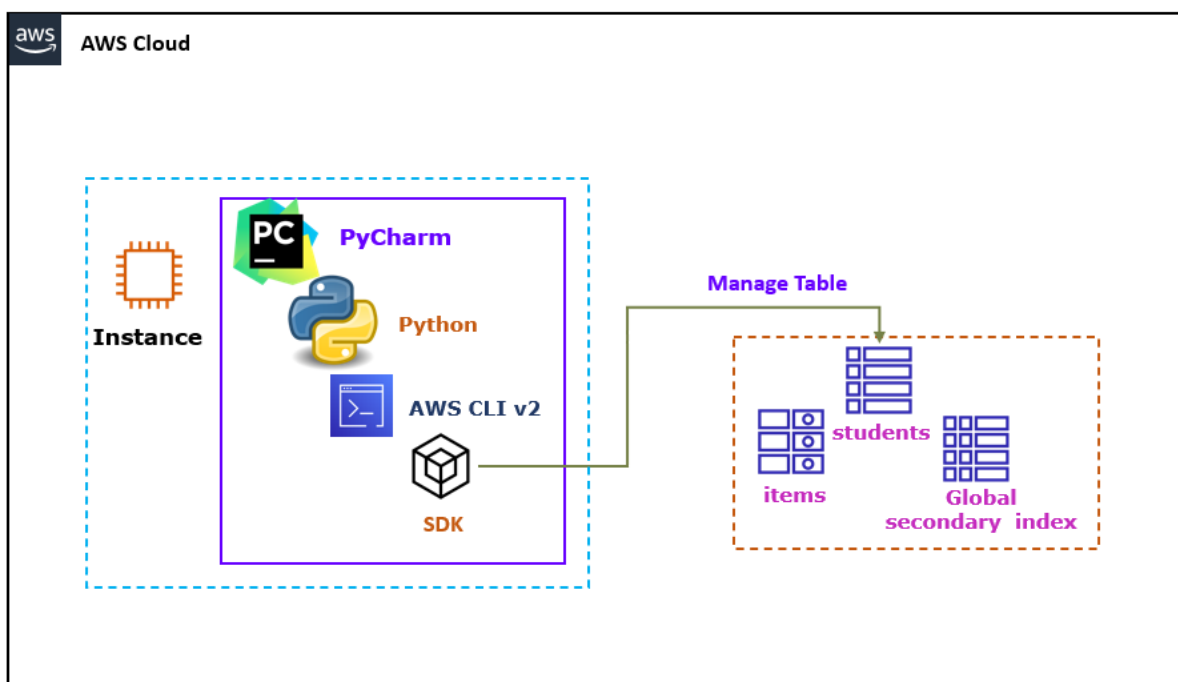 aws
AWS Cloud
PC
PyCharm
Instance
Python
AWS CLI v2
SDK
Manage Table
students
items
Global
secondary index